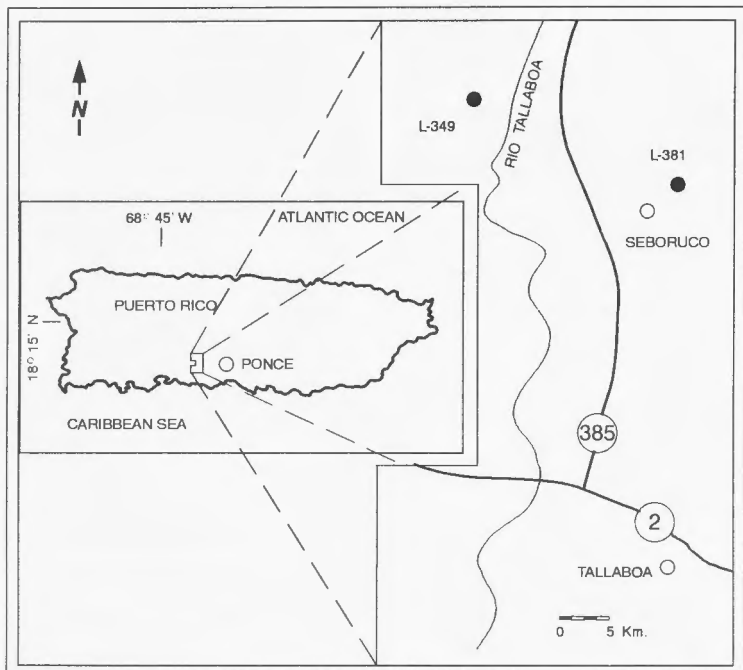 N
L-349
RIO TALLABOA
L-381
SEBORUCO
68° 45' W
ATLANTIC OCEAN
PUERTO RICO
18° 15' N
PONCE
CARIBBEAN SEA
385
2
TALLABOA
0 5 Km.